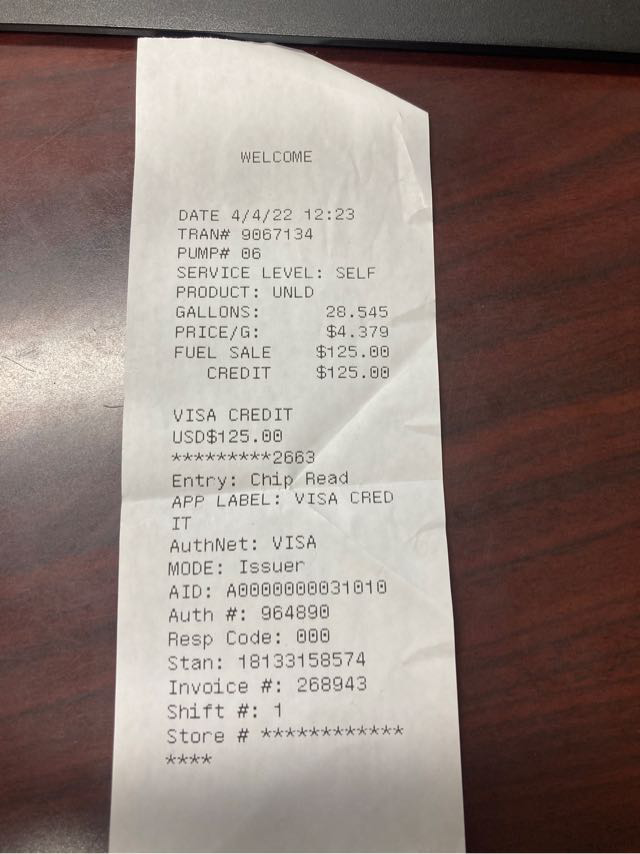 WELCOME
DATE 4/4/22 12:23
TRAN# 9067134
PUMP# 06
SERVICE LEVEL: SELF
PRODUCT: UNLD
GALLONS: 28.545
PRICE/G: $4.379
FUEL SALE $125.00
CREDIT $125.00
VISA CREDIT
USD$125.00
*********2663
Entry: Chip Read
APP LABEL: VISA CRED
IT
AuthNet: VISA
MODE: Issuer
AID: A0000000031010
Auth #: 964890
Resp Code: 000
Stan: 18133158574
Invoice #: 268943
Shift #: 1
Store # ************
****